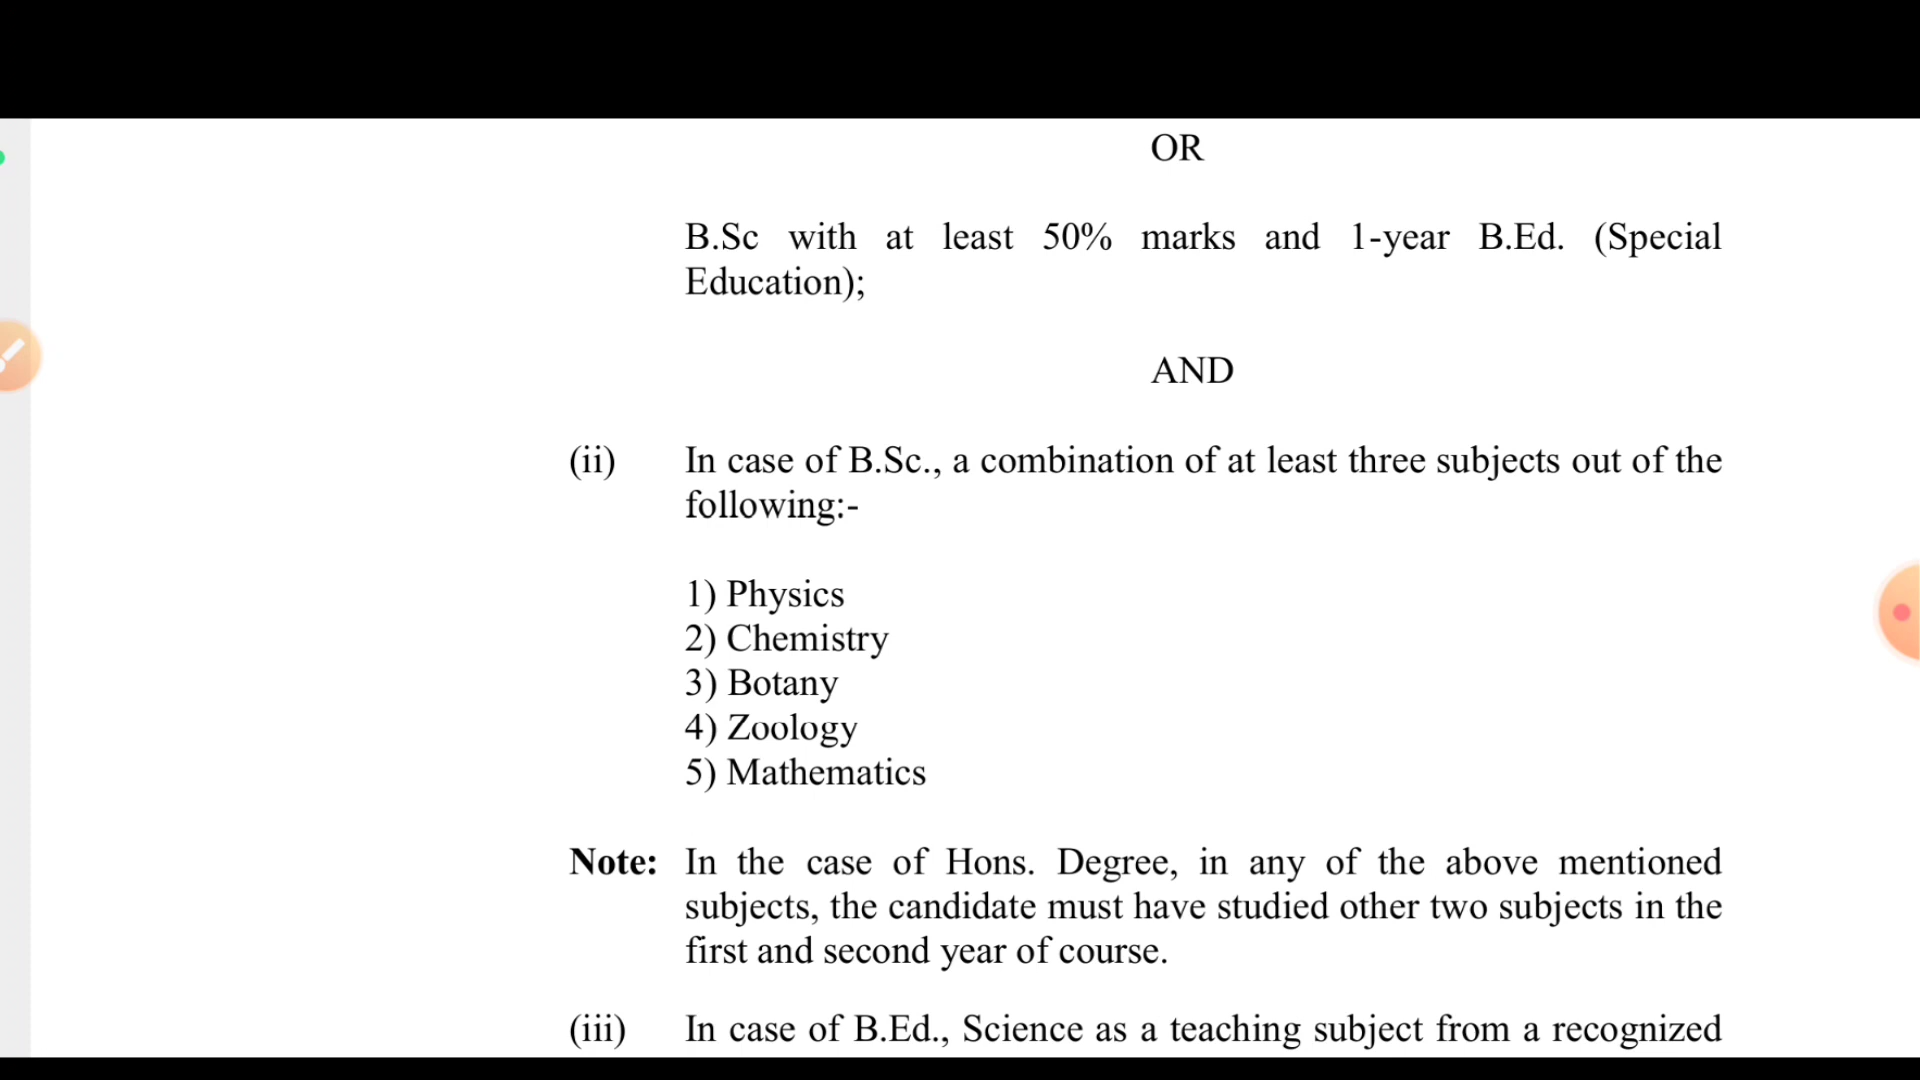 OR
B.Sc with at least 50% marks and 1-year B.Ed. (Special
Education);
AND
(ii) In case of B.Sc., a combination of at least three subjects out of the
following:-
1) Physics
2) Chemistry
3) Botany
4) Zoology
5) Mathematics
Note: In the case of Hons. Degree, in any of the above mentioned
subjects, the candidate must have studied other two subjects in the
first and second year of course.
(iii) In case of B.Ed., Science as a teaching subject from a recognized